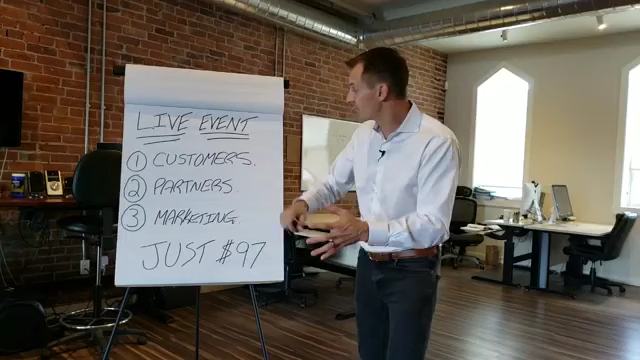 LIVE EVENT
① CUSTOMERS.
② PARTNERS
③ MARKETING.
JUST $97